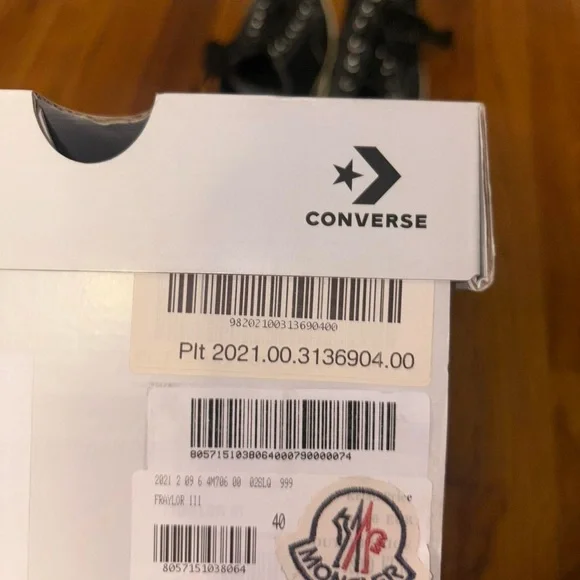 CONVERSE
98202100313690400
Plt 2021.00.3136904.00
8057151038064000790000074
2021 2 09 6 4M706 00 02SLQ 999
FRAYLOR III
40
8057151038064
MONCLER